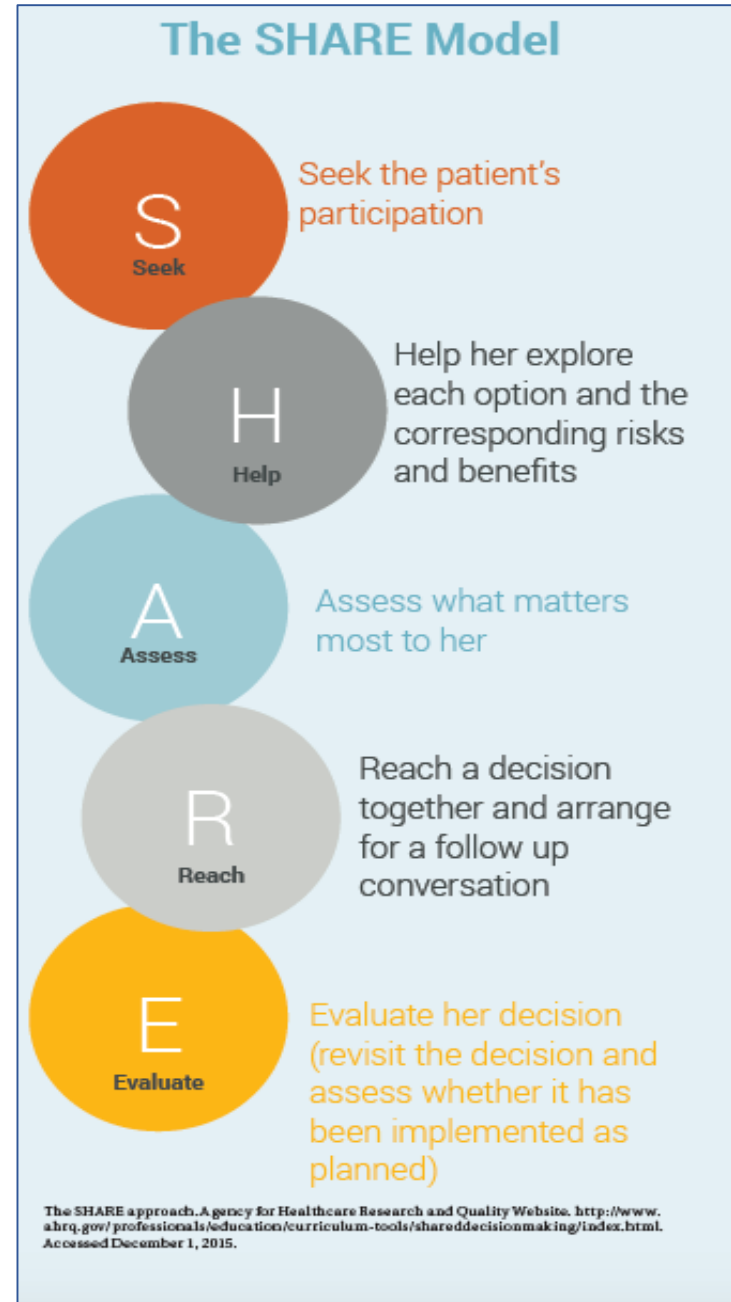 The SHARE Model
S
Seek
Seek the patient's
participation
H
Help
Help her explore
each option and the
corresponding risks
and benefits
A
Assess
Assess what matters
most to her
R
Reach
Reach a decision
together and arrange
for a follow up
conversation
E
Evaluate
Evaluate her decision
(revisit the decision and
assess whether it has
been implemented as
planned)
The SHARE approach. Agency for Healthcare Research and Quality Website. http://www.
ahrq.gov/professionals/education/curriculum-tools/shareddecisionmaking/index.html.
Accessed December 1, 2015.